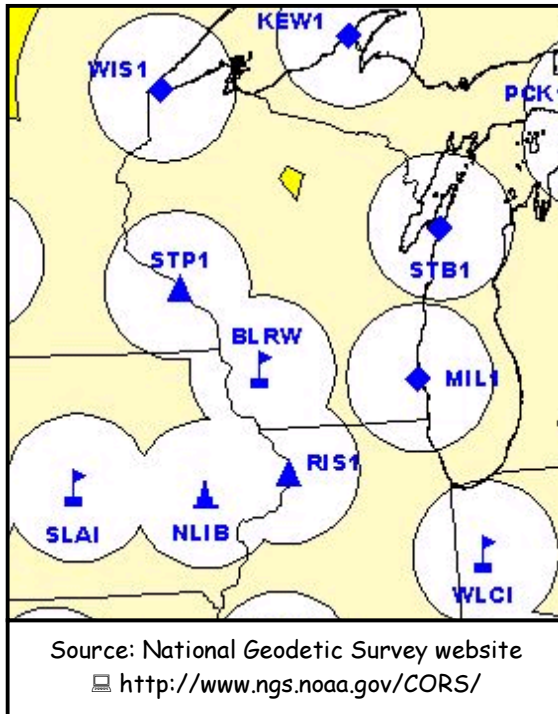 KEW1
WIS1
PCK1
STP1
STB1
BLRW
MIL1
RIS1
SLAI
NLIB
WLCI
Source: National Geodetic Survey website
💻 http://www.ngs.noaa.gov/CORS/